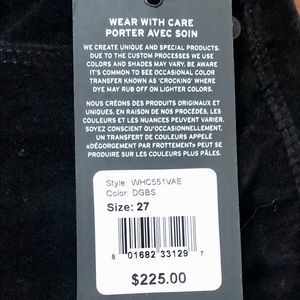 WEAR WITH CARE
PORTER AVEC SOIN
WE CREATE UNIQUE AND SPECIAL PRODUCTS.
DUE TO THE CUSTOM PROCESSES WE USE
COLORS AND SHADES MAY VARY. BE AWARE
IT'S COMMON TO SEE OCCASIONAL COLOR
TRANSFER KNOWN AS 'CROCKING' WHERE
DYE MAY RUB OFF ON LIGHTER COLORS.
NOUS CRÉONS DES PRODUITS ORIGINAUX ET
UNIQUES. EN RAISON DE NOS PROCÉDÉS, LES
COULEURS ET LES NUANCES PEUVENT VARIER.
SOYEZ CONSCIENT QU'OCCASIONNELLEMENT,
UN TRANSFERT DE COULEURS APPELÉ
«DÉGORGEMENT PAR FROTTEMENT» PEUT SE
PRODUIRE SUR LES COULEURS PLUS PÂLES.
Style: WHC551VAE
Color: DGBS
Size: 27
8 01682 33129 7
$225.00